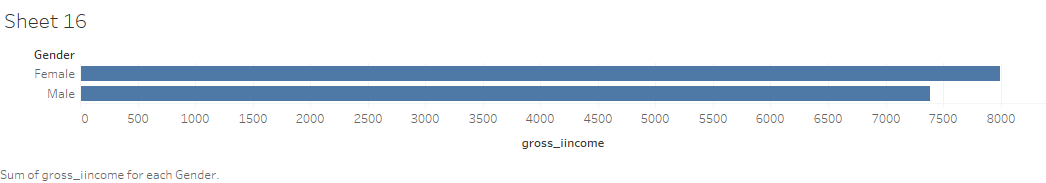 Sheet 16
Gender
Female
Male
0 500 1000 1500 2000 2500 3000 3500 4000 4500 5000 5500 6000 6500 7000 7500 8000
gross_iincome
Sum of gross_iincome for each Gender.